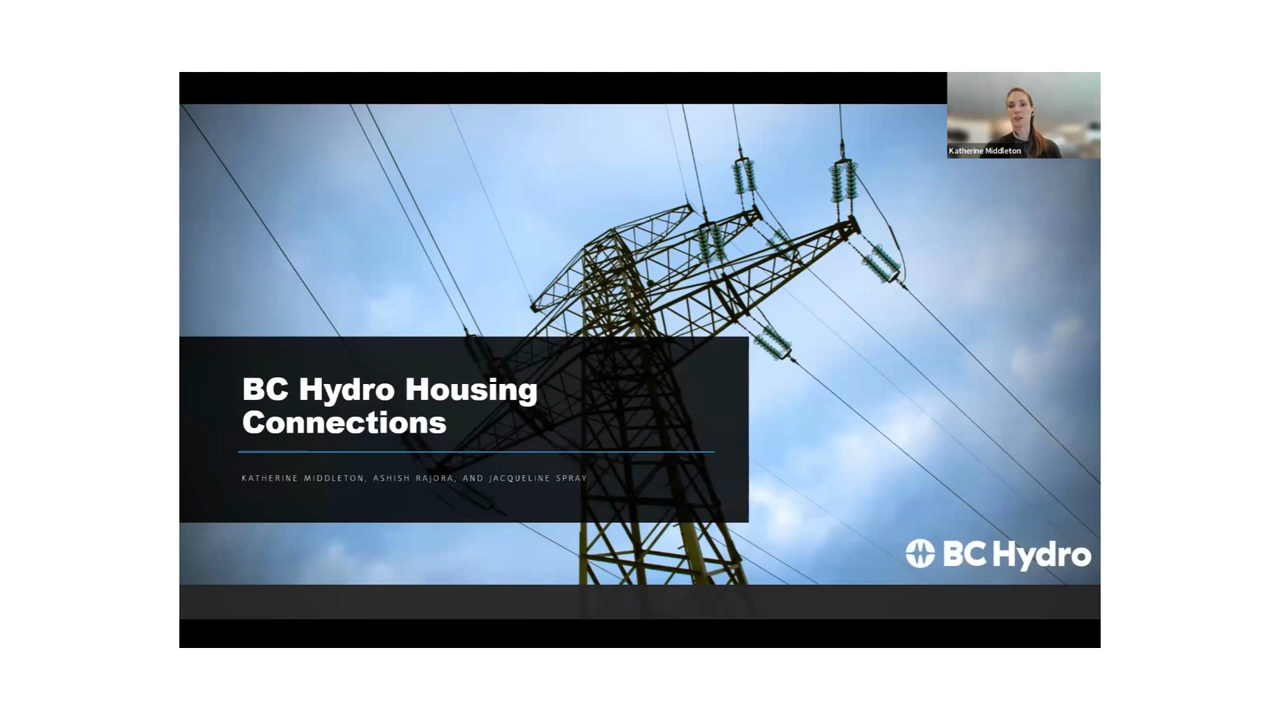 Katherine Middleton
BC Hydro Housing
Connections
KATHERINE MIDDLETON, ASHISH RAJORA, AND JACQUELINE SPRAY
BC Hydro